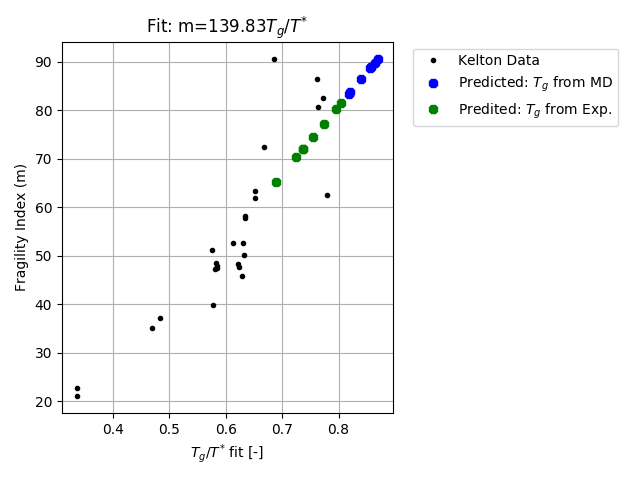 Fit: m=139.83T_g/T^*
Kelton Data
Predicted: T_g from MD
Predited: T_g from Exp.
Fragility Index (m)
90
80
70
60
50
40
30
20
0.4 0.5 0.6 0.7 0.8
T_g/T^* fit [-]